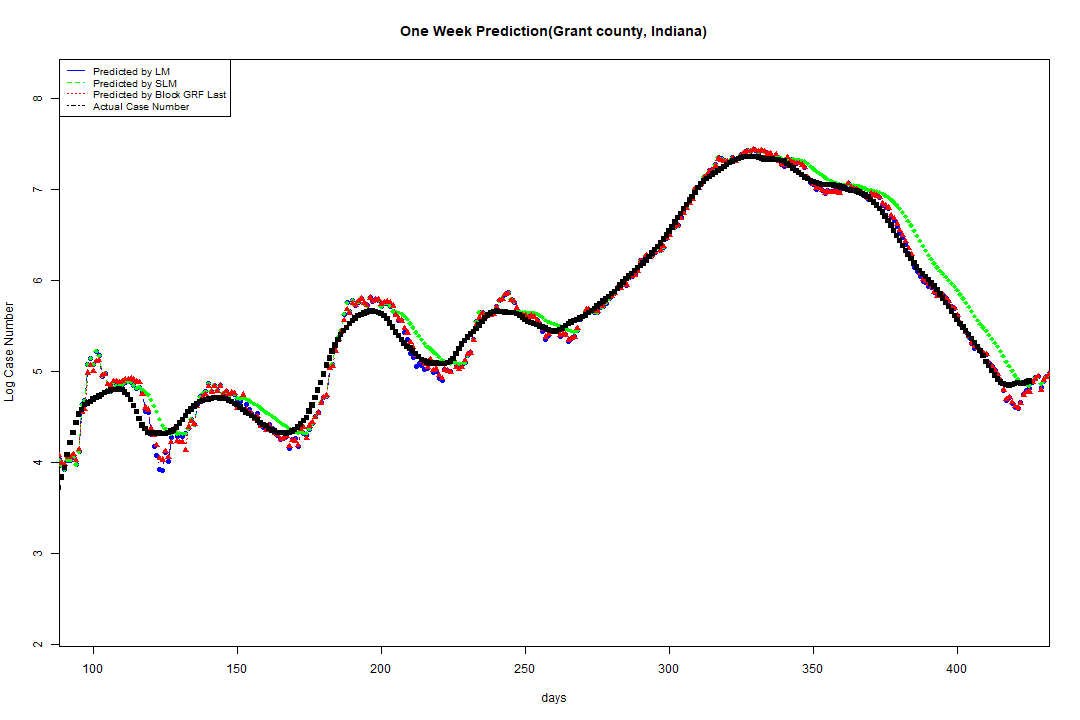 One Week Prediction(Grant county, Indiana)
Predicted by LM
Predicted by SLM
Predicted by Block GRF Last
Actual Case Number
8
7
6
5
4
3
2
Log Case Number
100 150 200 250 300 350 400
days